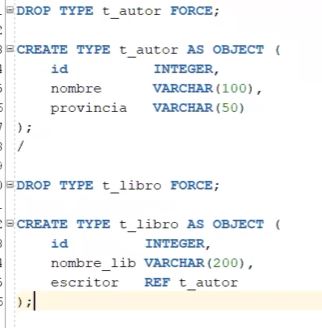 DROP TYPE t_autor FORCE;
CREATE TYPE t_autor AS OBJECT (
id INTEGER,
nombre VARCHAR(100),
provincia VARCHAR(50)
);
/
DROP TYPE t_libro FORCE;
CREATE TYPE t_libro AS OBJECT (
id INTEGER,
nombre_lib VARCHAR(200),
escritor REF t_autor
);